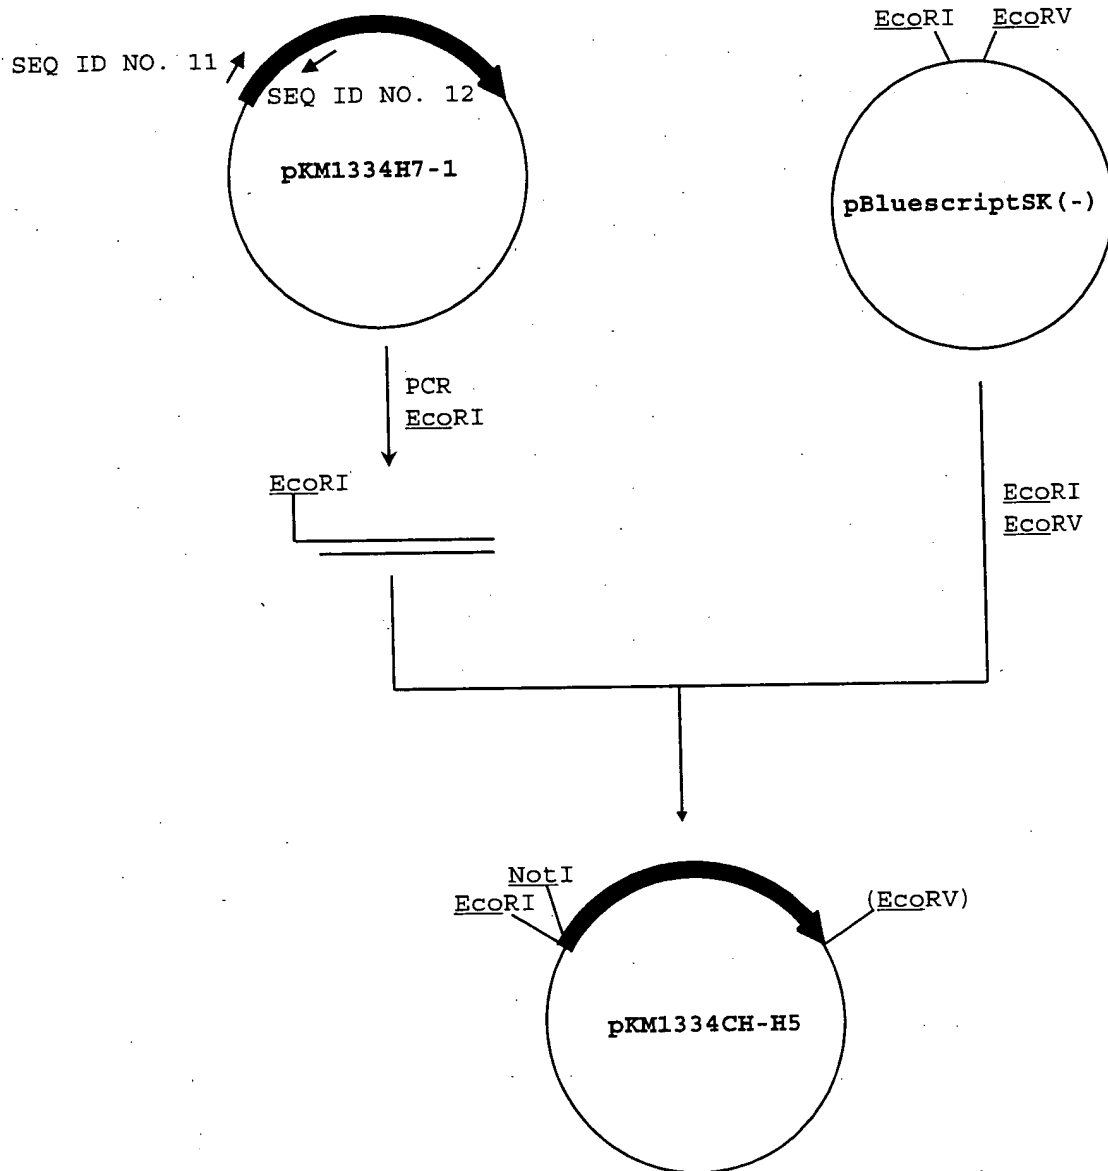 EcoRI EcoRV
SEQ ID NO. 11
SEQ ID NO. 12
pKM1334H7-1
pBluescriptSK(-)
PCR
EcoRI
EcoRI
EcoRI
EcoRV
NotI
EcoRI
(EcoRV)
pKM1334CH-H5